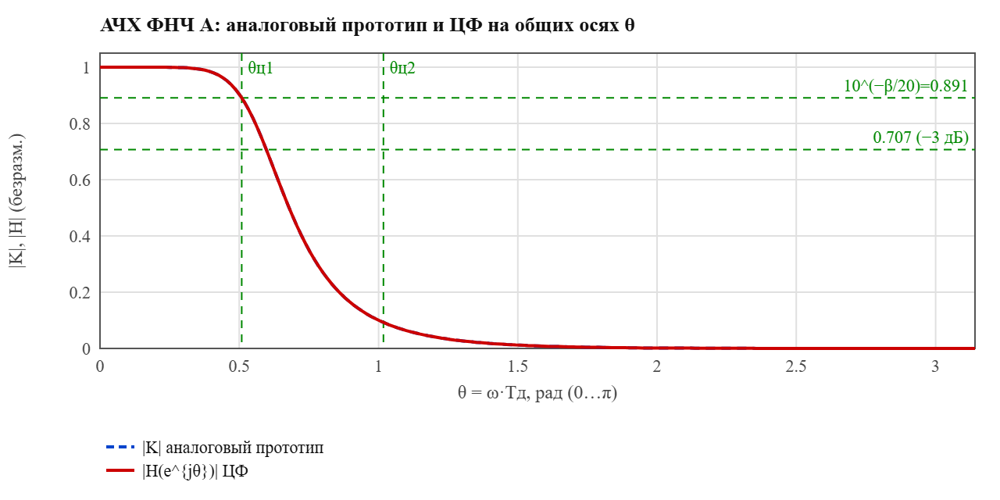 АЧХ ФНЧ А: аналоговый прототип и ЦФ на общих осях θ
θц1
θц2
10^(−β/20)=0.891
0.707 (−3 дБ)
1
0.8
0.6
0.4
0.2
0
|K|, |H| (безразм.)
0 0.5 1 1.5 2 2.5 3
θ = ω·Tд, рад (0…π)
|K| аналоговый прототип
|H(e^{jθ})| ЦФ